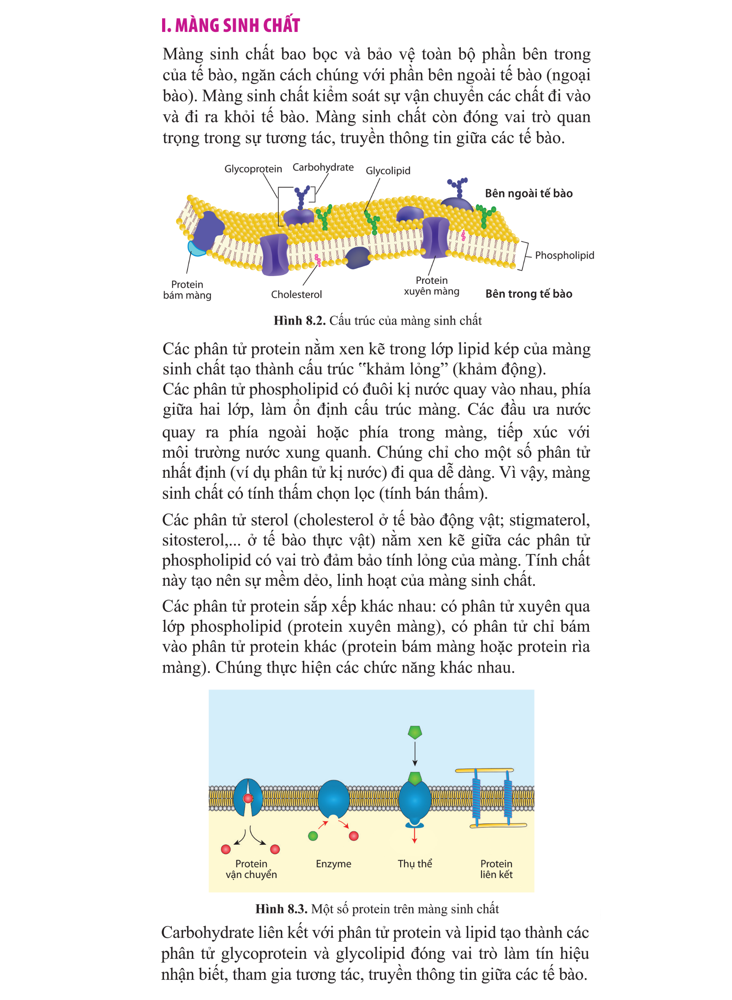 I. MÀNG SINH CHẤT
Màng sinh chất bao bọc và bảo vệ toàn bộ phần bên trong
của tế bào, ngăn cách chúng với phần bên ngoài tế bào (ngoại
bào). Màng sinh chất kiểm soát sự vận chuyển các chất đi vào
và đi ra khỏi tế bào. Màng sinh chất còn đóng vai trò quan
trọng trong sự tương tác, truyền thông tin giữa các tế bào.
Glycoprotein
Carbohydrate
Glycolipid
Bên ngoài tế bào
Phospholipid
Protein
bám màng
Cholesterol
Protein
xuyên màng
Bên trong tế bào
Hình 8.2. Cấu trúc của màng sinh chất
Các phân tử protein nằm xen kẽ trong lớp lipid kép của màng
sinh chất tạo thành cấu trúc “khảm lỏng” (khảm động).
Các phân tử phospholipid có đuôi kị nước quay vào nhau, phía
giữa hai lớp, làm ổn định cấu trúc màng. Các đầu ưa nước
quay ra phía ngoài hoặc phía trong màng, tiếp xúc với
môi trường nước xung quanh. Chúng chỉ cho một số phân tử
nhất định (ví dụ phân tử kị nước) đi qua dễ dàng. Vì vậy, màng
sinh chất có tính thấm chọn lọc (tính bán thấm).
Các phân tử sterol (cholesterol ở tế bào động vật; stigmaterol,
sitosterol,... ở tế bào thực vật) nằm xen kẽ giữa các phân tử
phospholipid có vai trò đảm bảo tính lỏng của màng. Tính chất
này tạo nên sự mềm dẻo, linh hoạt của màng sinh chất.
Các phân tử protein sắp xếp khác nhau: có phân tử xuyên qua
lớp phospholipid (protein xuyên màng), có phân tử chỉ bám
vào phân tử protein khác (protein bám màng hoặc protein rìa
màng). Chúng thực hiện các chức năng khác nhau.
Protein
vận chuyển
Enzyme
Thụ thể
Protein
liên kết
Hình 8.3. Một số protein trên màng sinh chất
Carbohydrate liên kết với phân tử protein và lipid tạo thành các
phân tử glycoprotein và glycolipid đóng vai trò làm tín hiệu
nhận biết, tham gia tương tác, truyền thông tin giữa các tế bào.